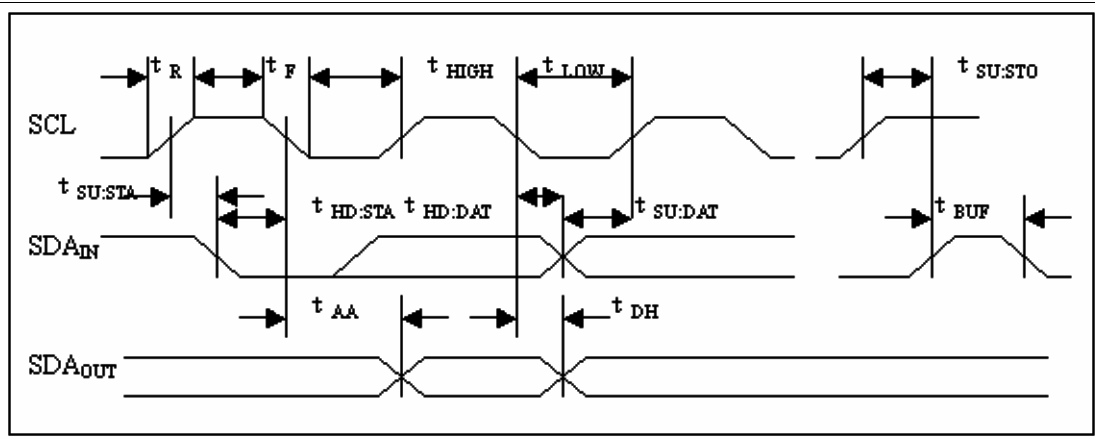 t R t F t HIGH t LOW t SU:STO
SCL
t SU:STA t HD:STA t HD:DAT t SU:DAT t BUF
SDAIN
t AA t DH
SDAOUT